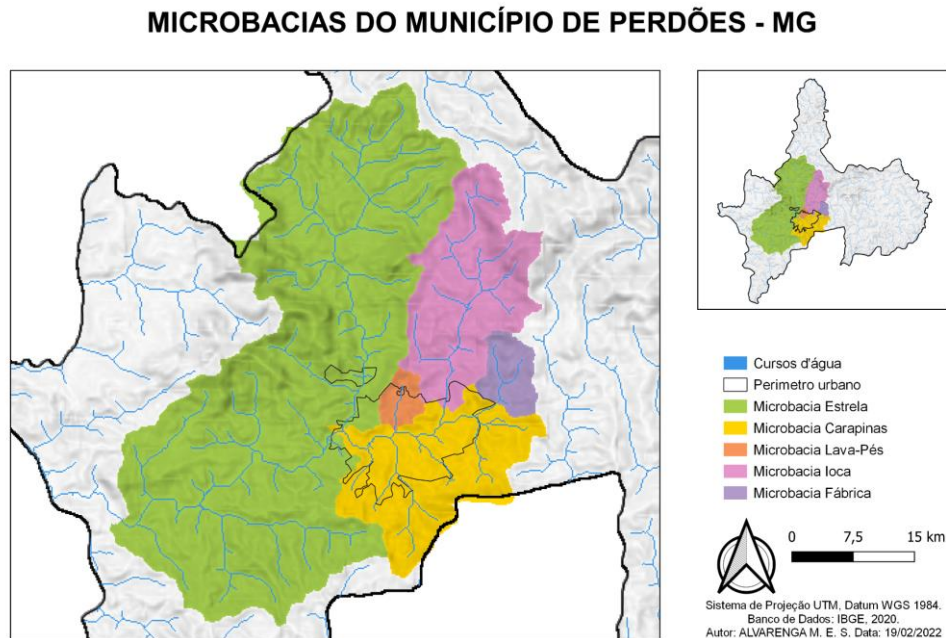 MICROBACIAS DO MUNICÍPIO DE PERDÕES - MG
Cursos d'água
Perimetro urbano
Microbacia Estrela
Microbacia Carapinas
Microbacia Lava-Pés
Microbacia Ioca
Microbacia Fábrica
0 7,5 15 km
Sistema de Projeção UTM, Datum WGS 1984.
Banco de Dados: IBGE, 2020.
Autor: ALVARENGA M. E. S. Data: 19/02/2022